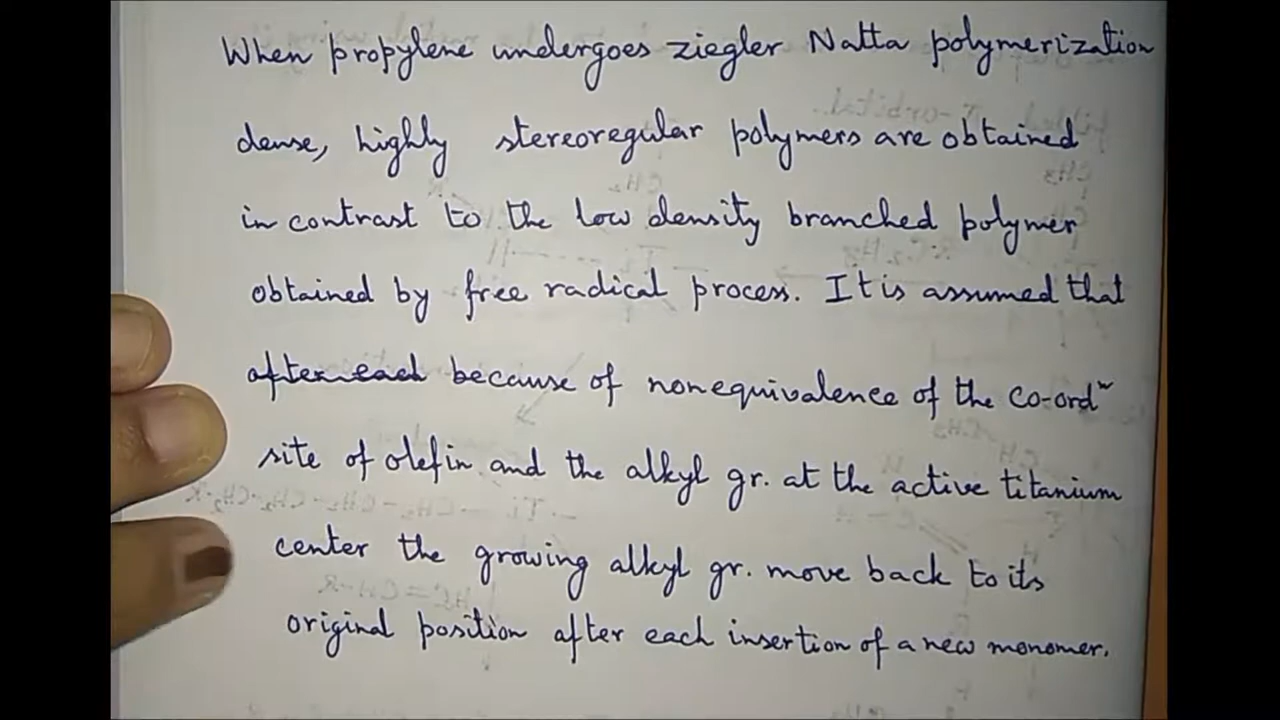 When propylene undergoes ziegler Natta polymerization
dense, highly stereoregular polymers are obtained
in contrast to the low density branched polymer
obtained by free radical process. It is assumed that
after each because of nonequivalence of the co-ordⁿ
site of olefin and the alkyl gr. at the active titanium
center the growing alkyl gr. move back to its
original position after each insertion of a new monomer.